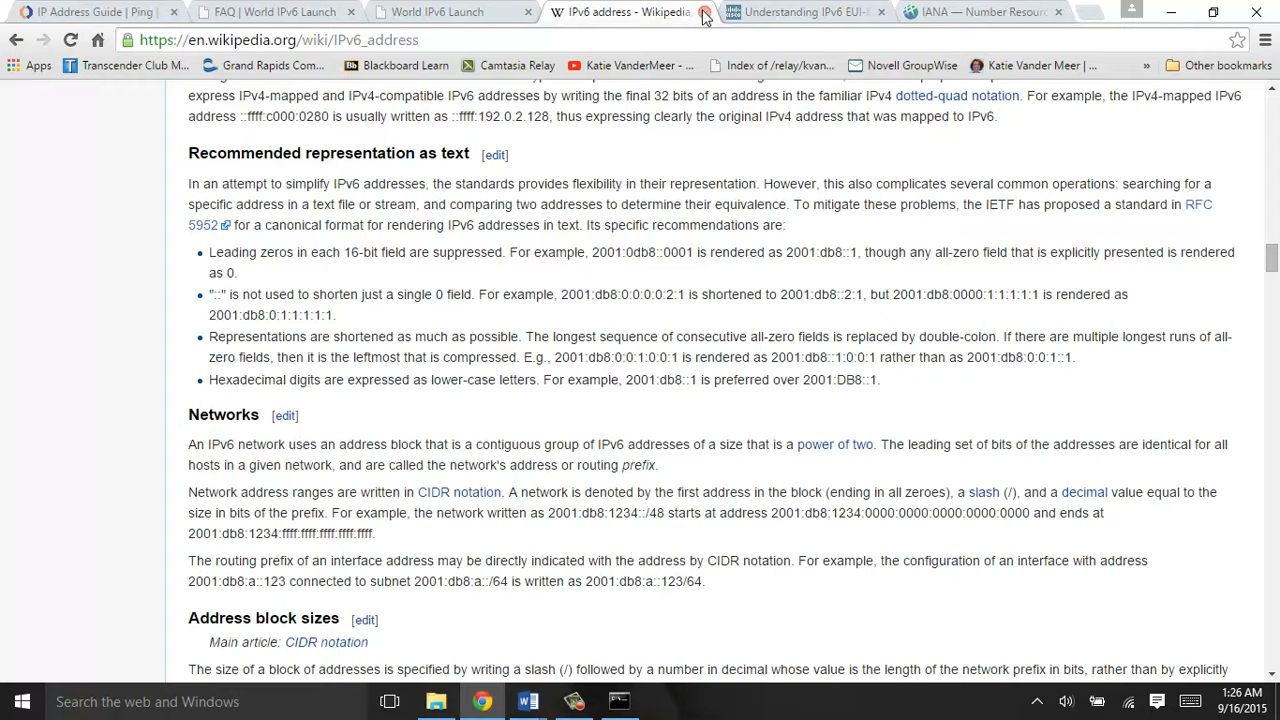 IP Address Guide | Ping | FAQ | World IPv6 Launch World IPv6 Launch IPv6 address - Wikipedia, Understanding IPv6 EUI- IANA — Number Resourc
https://en.wikipedia.org/wiki/IPv6_address
Apps Transcender Club M... Grand Rapids Com... Blackboard Learn Camtasia Relay Katie VanderMeer - ... Index of /relay/kvan... Novell GroupWise Katie Vander Meer | ... » Other bookmarks
express IPv4-mapped and IPv4-compatible IPv6 addresses by writing the final 32 bits of an address in the familiar IPv4 dotted-quad notation. For example, the IPv4-mapped IPv6
address ::ffff:c000:0280 is usually written as ::ffff:192.0.2.128, thus expressing clearly the original IPv4 address that was mapped to IPv6.
Recommended representation as text [edit]
In an attempt to simplify IPv6 addresses, the standards provides flexibility in their representation. However, this also complicates several common operations: searching for a
specific address in a text file or stream, and comparing two addresses to determine their equivalence. To mitigate these problems, the IETF has proposed a standard in RFC
5952 for a canonical format for rendering IPv6 addresses in text. Its specific recommendations are:
• Leading zeros in each 16-bit field are suppressed. For example, 2001:0db8::0001 is rendered as 2001:db8::1, though any all-zero field that is explicitly presented is rendered
as 0.
• "::" is not used to shorten just a single 0 field. For example, 2001:db8:0:0:0:0:2:1 is shortened to 2001:db8::2:1, but 2001:db8:0000:1:1:1:1:1 is rendered as
2001:db8:0:1:1:1:1:1.
• Representations are shortened as much as possible. The longest sequence of consecutive all-zero fields is replaced by double-colon. If there are multiple longest runs of all-
zero fields, then it is the leftmost that is compressed. E.g., 2001:db8:0:0:1:0:0:1 is rendered as 2001:db8::1:0:0:1 rather than as 2001:db8:0:0:1::1.
• Hexadecimal digits are expressed as lower-case letters. For example, 2001:db8::1 is preferred over 2001:DB8::1.
Networks [edit]
An IPv6 network uses an address block that is a contiguous group of IPv6 addresses of a size that is a power of two. The leading set of bits of the addresses are identical for all
hosts in a given network, and are called the network's address or routing prefix.
Network address ranges are written in CIDR notation. A network is denoted by the first address in the block (ending in all zeroes), a slash (/), and a decimal value equal to the
size in bits of the prefix. For example, the network written as 2001:db8:1234::/48 starts at address 2001:db8:1234:0000:0000:0000:0000:0000 and ends at
2001:db8:1234:ffff:ffff:ffff:ffff:ffff.
The routing prefix of an interface address may be directly indicated with the address by CIDR notation. For example, the configuration of an interface with address
2001:db8:a::123 connected to subnet 2001:db8:a::/64 is written as 2001:db8:a::123/64.
Address block sizes [edit]
Main article: CIDR notation
The size of a block of addresses is specified by writing a slash (/) followed by a number in decimal whose value is the length of the network prefix in bits, rather than by explicitly
Search the web and Windows
1:26 AM
9/16/2015